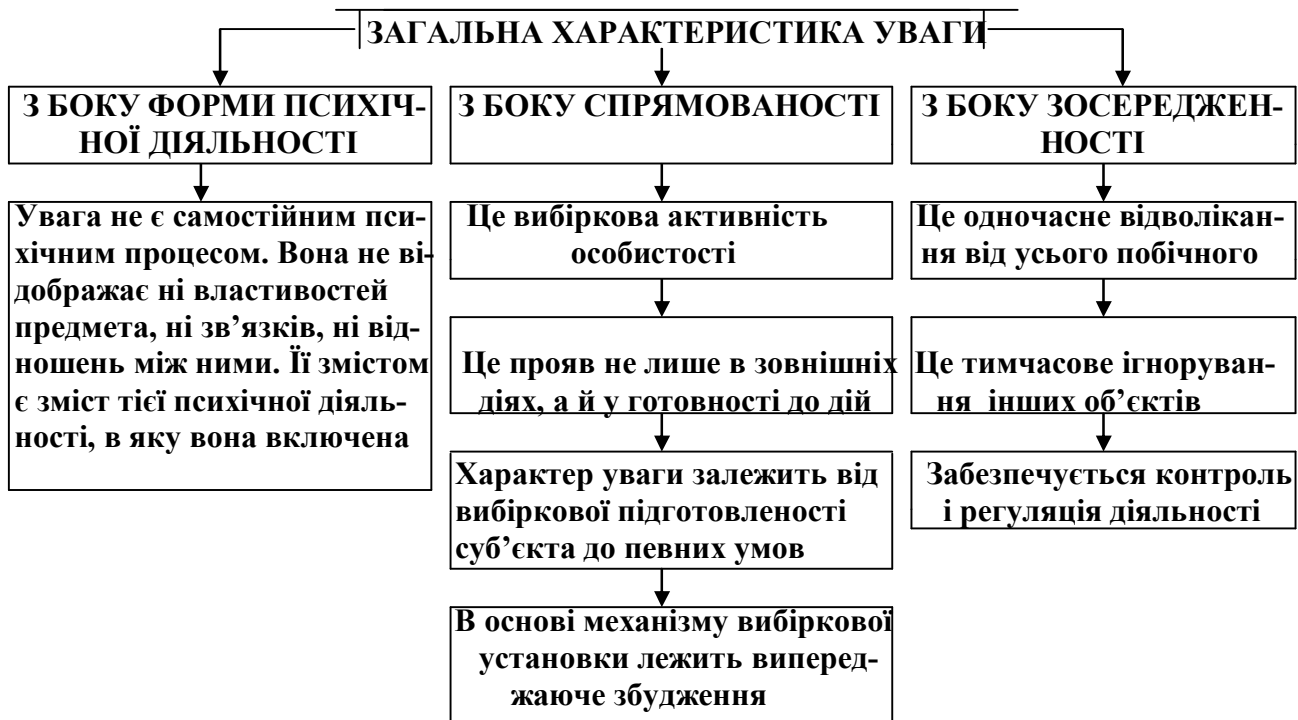 ЗАГАЛЬНА ХАРАКТЕРИСТИКА УВАГИ
З БОКУ ФОРМИ ПСИХІЧ-
НОЇ ДІЯЛЬНОСТІ
Увага не є самостійним пси-
хічним процесом. Вона не ві-
дображає ні властивостей
предмета, ні зв’язків, ні від-
ношень між ними. Її змістом
є зміст тієї психічної діяль-
ності, в яку вона включена
З БОКУ СПРЯМОВАНОСТІ
Це вибіркова активність
особистості
Це прояв не лише в зовнішніх
діях, а й у готовності до дій
Характер уваги залежить від
вибіркової підготовленості
суб’єкта до певних умов
В основі механізму вибіркової
установки лежить виперед-
жаюче збудження
З БОКУ ЗОСЕРЕДЖЕН-
НОСТІ
Це одночасне відволікан-
ня від усього побічного
Це тимчасове ігноруван-
ня інших об’єктів
Забезпечується контроль
і регуляція діяльності